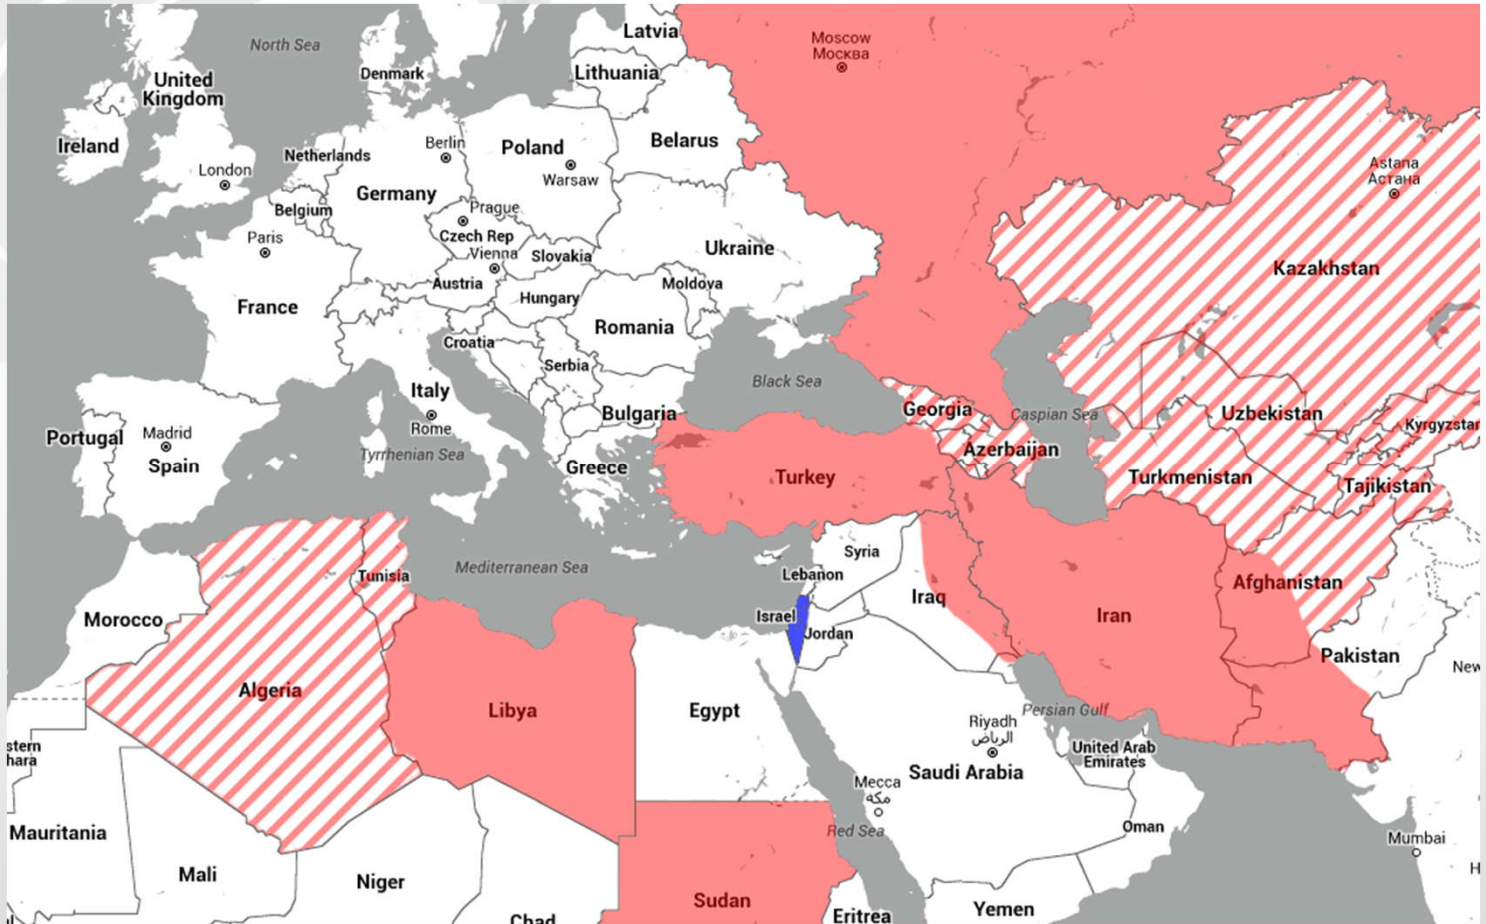 North Sea
Latvia
Moscow
Москва
Denmark
Lithuania
United
Kingdom
Ireland
Netherlands
Berlin
Poland
Belarus
London
Germany
Warsaw
Astana
Астана
Belgium
Prague
Paris
Czech Rep
Vienna
Slovakia
Ukraine
Kazakhstan
Austria
Moldova
Hungary
France
Romania
Croatia
Serbia
Black Sea
Italy
Rome
Bulgaria
Georgia
Caspian Sea
Uzbekistan
Kyrgyzstan
Portugal
Madrid
Spain
Tyrrhenian Sea
Greece
Azerbaijan
Turkey
Turkmenistan
Tajikistan
Syria
Mediterranean Sea
Lebanon
Tunisia
Afghanistan
Iraq
Morocco
Israel
Jordan
Iran
Pakistan
New
Algeria
Libya
Egypt
Persian Gulf
Riyadh
الرياض
stern
hara
United Arab
Emirates
Saudi Arabia
Mecca
مكة
Mauritania
Red Sea
Oman
Mumbai
Mali
Niger
H
Sudan
Chad
Eritrea
Yemen